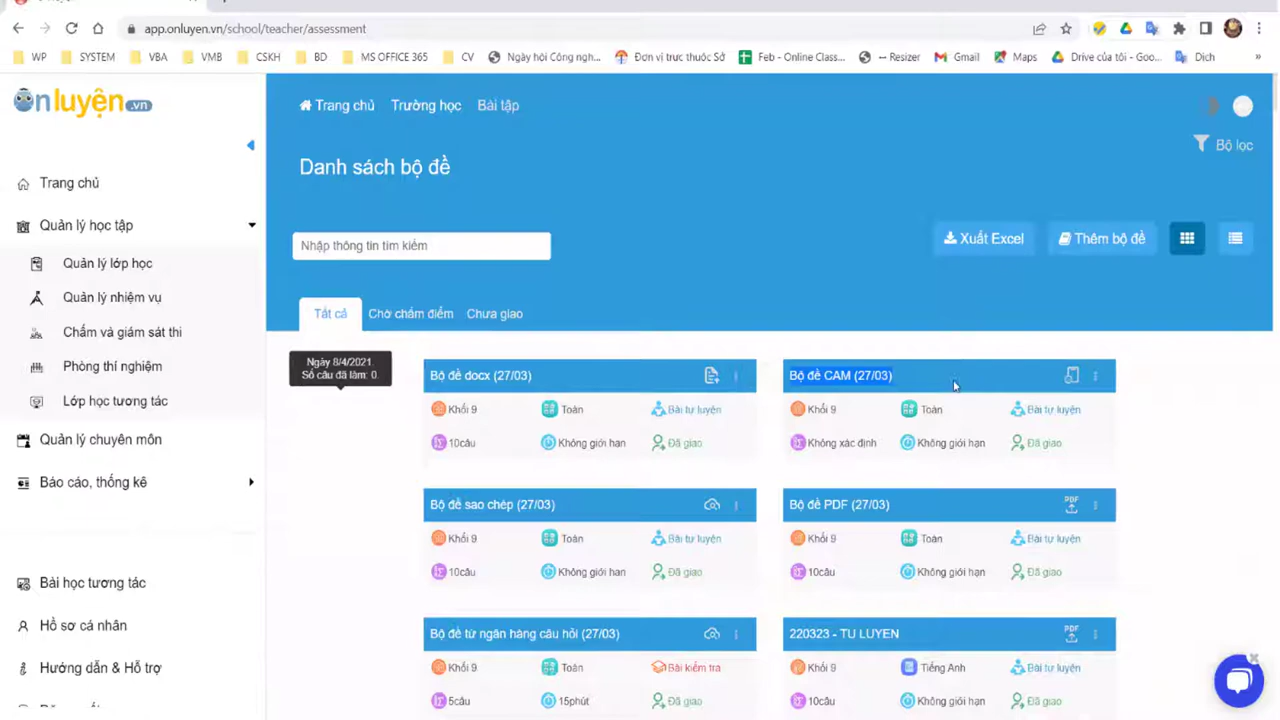 app.onluyen.vn/school/teacher/assessment
WP SYSTEM VBA VMB CSKH BD MS OFFICE 365 CV Ngày hội Công ngh... Đơn vị trực thuộc Sở Feb - Online Class... -- Resizer Gmail Maps Drive của tôi - Goo... Dịch »
Onluyện.vn
Trang chủ Trường học Bài tập
Bộ lọc
Danh sách bộ đề
Trang chủ
Quản lý học tập
Nhập thông tin tìm kiếm
Xuất Excel Thêm bộ đề
Quản lý lớp học
Quản lý nhiệm vụ
Tất cả Chờ chấm điểm Chưa giao
Chấm và giám sát thi
Phòng thí nghiệm
Lớp học tương tác
Quản lý chuyên môn
Báo cáo, thống kê
Ngày 8/4/2021
Số câu đã làm: 0
Bộ đề docx (27/03)
Khối 9 Toán Bài tự luyện
10câu Không giới hạn Đã giao
Bộ đề CAM (27/03)
Khối 9 Toán Bài tự luyện
Không xác định Không giới hạn Đã giao
Bộ đề sao chép (27/03)
Khối 9 Toán Bài tự luyện
10câu Không giới hạn Đã giao
Bộ đề PDF (27/03)
PDF
Khối 9 Toán Bài tự luyện
10câu Không giới hạn Đã giao
Bộ đề từ ngân hàng câu hỏi (27/03)
Khối 9 Toán Bài kiểm tra
5câu 15phút Đã giao
220323 - TU LUYEN
PDF
Khối 9 Tiếng Anh Bài tự luyện
10câu Không giới hạn Đã giao
Bài học tương tác
Hồ sơ cá nhân
Hướng dẫn & Hỗ trợ